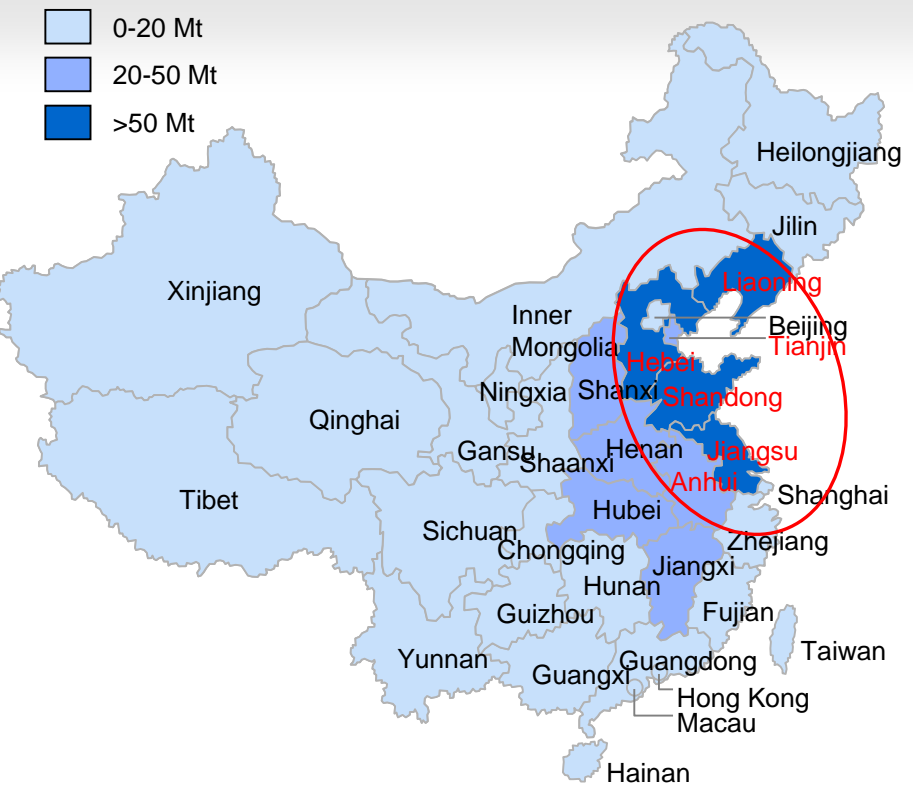 0-20 Mt
20-50 Mt
>50 Mt
Heilongjiang
Jilin
Liaoning
Xinjiang
Inner
Mongolia
Beijing
Tianjin
Hebei
Ningxia
Shanxi
Shandong
Qinghai
Gansu
Shaanxi
Henan
Jiangsu
Anhui
Shanghai
Tibet
Hubei
Sichuan
Chongqing
Zhejiang
Jiangxi
Hunan
Guizhou
Fujian
Yunnan
Guangxi
Guangdong
Taiwan
Hong Kong
Macau
Hainan